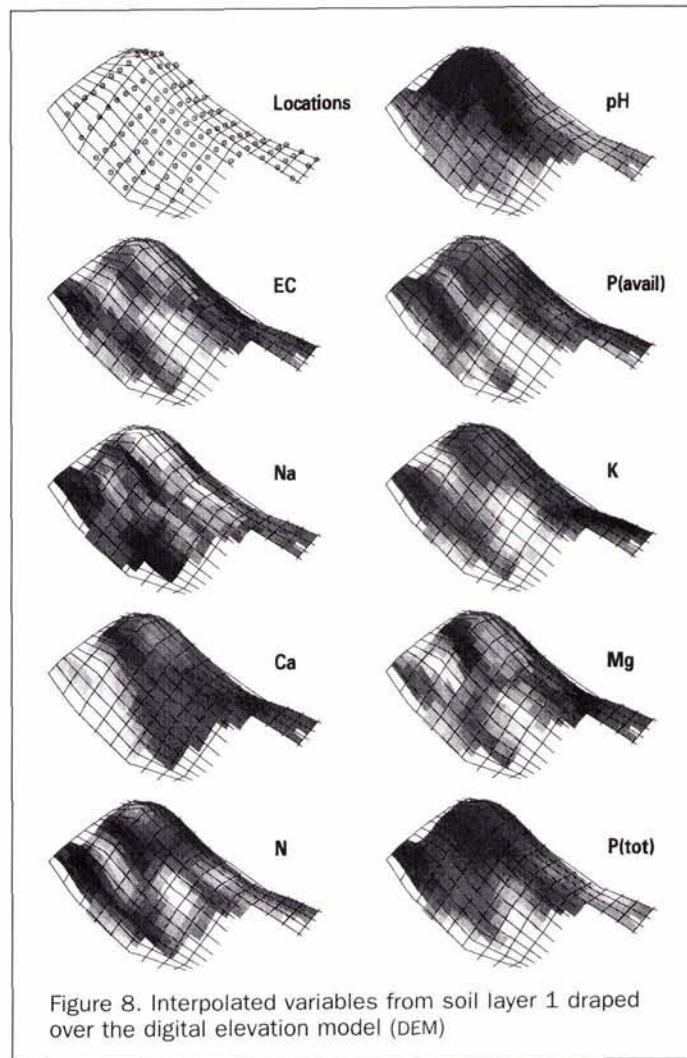 Locations
pH
EC
P(avail)
Na
K
Ca
Mg
N
P(tot)
Figure 8. Interpolated variables from soil layer 1 draped
over the digital elevation model (DEM)